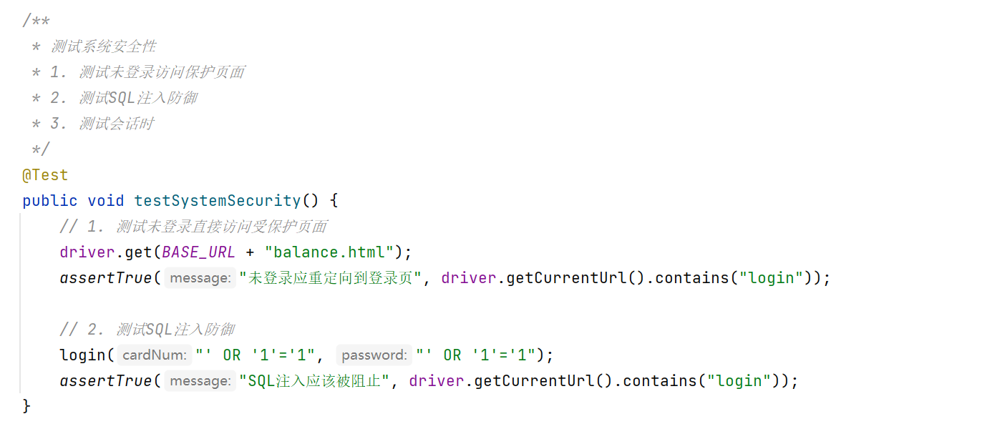 /**
 * 测试系统安全性
 * 1. 测试未登录访问保护页面
 * 2. 测试SQL注入防御
 * 3. 测试会话时
 */
@Test
public void testSystemSecurity() {
    // 1. 测试未登录直接访问受保护页面
    driver.get(BASE_URL + "balance.html");
    assertTrue( message: "未登录应重定向到登录页", driver.getCurrentUrl().contains("login"));

    // 2. 测试SQL注入防御
    login( cardNum: "' OR '1'='1", password: "' OR '1'='1");
    assertTrue( message: "SQL注入应该被阻止", driver.getCurrentUrl().contains("login"));
}